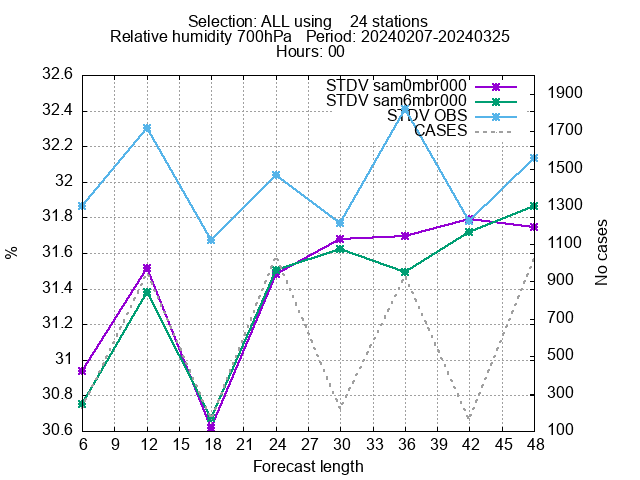 Selection: ALL using    24 stations
Relative humidity 700hPa   Period: 20240207-20240325
Hours: 00
STDV sam0mbr000
STDV sam6mbr000
STDV OBS
CASES
%
32.6
32.4
32.2
32
31.8
31.6
31.4
31.2
31
30.8
30.6
1900
1700
1500
1300
1100
900
700
500
300
100
No cases
6 9 12 15 18 21 24 27 30 33 36 39 42 45 48
Forecast length